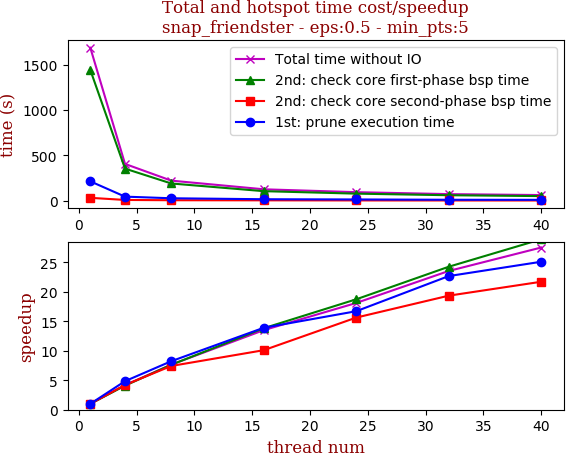 Total and hotspot time cost/speedup
snap_friendster - eps:0.5 - min_pts:5
time (s)
1500
1000
500
0
Total time without IO
2nd: check core first-phase bsp time
2nd: check core second-phase bsp time
1st: prune execution time
0 5 10 15 20 25 30 35 40
speedup
25
20
15
10
5
0
0 5 10 15 20 25 30 35 40
thread num